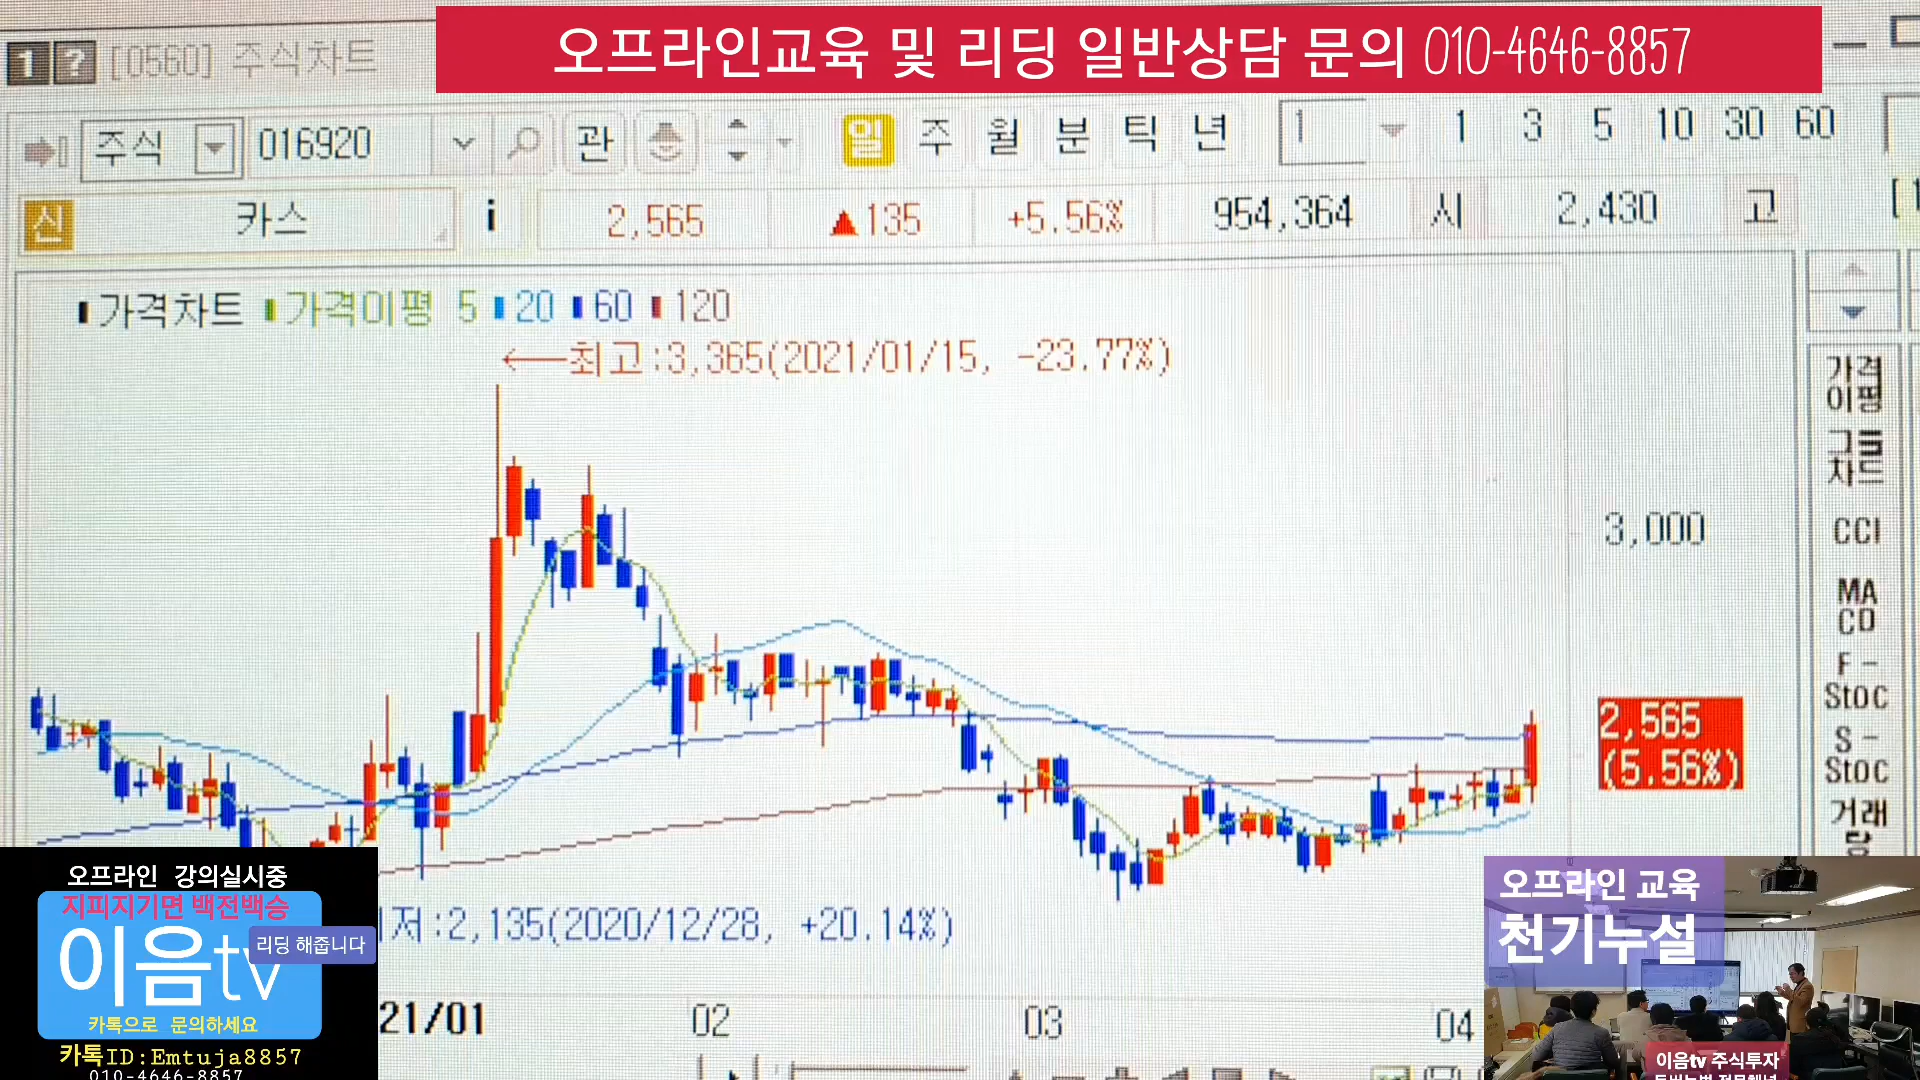 오프라인교육 및 리딩 일반상담 문의 010-4646-8857
1 ? [0560] 주식차트
주식 016920 관 일 주 월 분 틱 년 1 1 3 5 10 30 60
신 카스 i 2,565 ▲135 +5.56% 954,364 시 2,430 고
가격차트 가격이평 5 20 60 120
최고:3,365(2021/01/15, -23.77%)
3,000
2,565
(5.56%)
가격
이평
그물
차트
CCI
MA
CD
F -
StoC
S -
StoC
거래
량
저:2,135(2020/12/28, +20.14%)
21/01 02 03 04
오프라인 강의실시중
지피지기면 백전백승
이음tv
리딩 해줍니다
카톡으로 문의하세요
카톡ID:Emtuja8857
010-4646-8857
오프라인 교육
천기누설
이음tv 주식투자